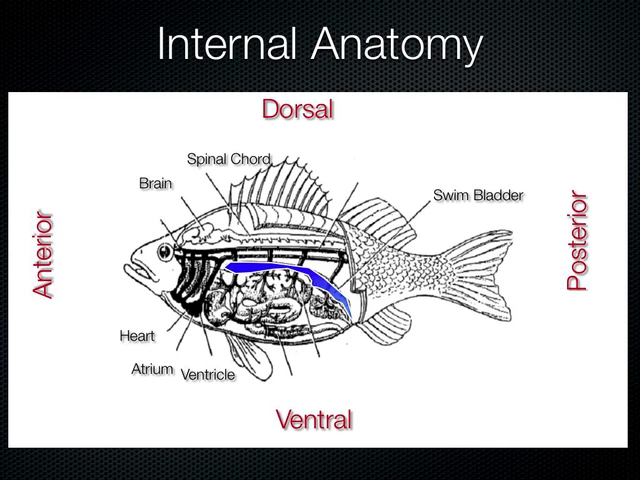 Internal Anatomy
Dorsal
Spinal Chord
Brain
Swim Bladder
Anterior
Posterior
Heart
Atrium
Ventricle
Ventral